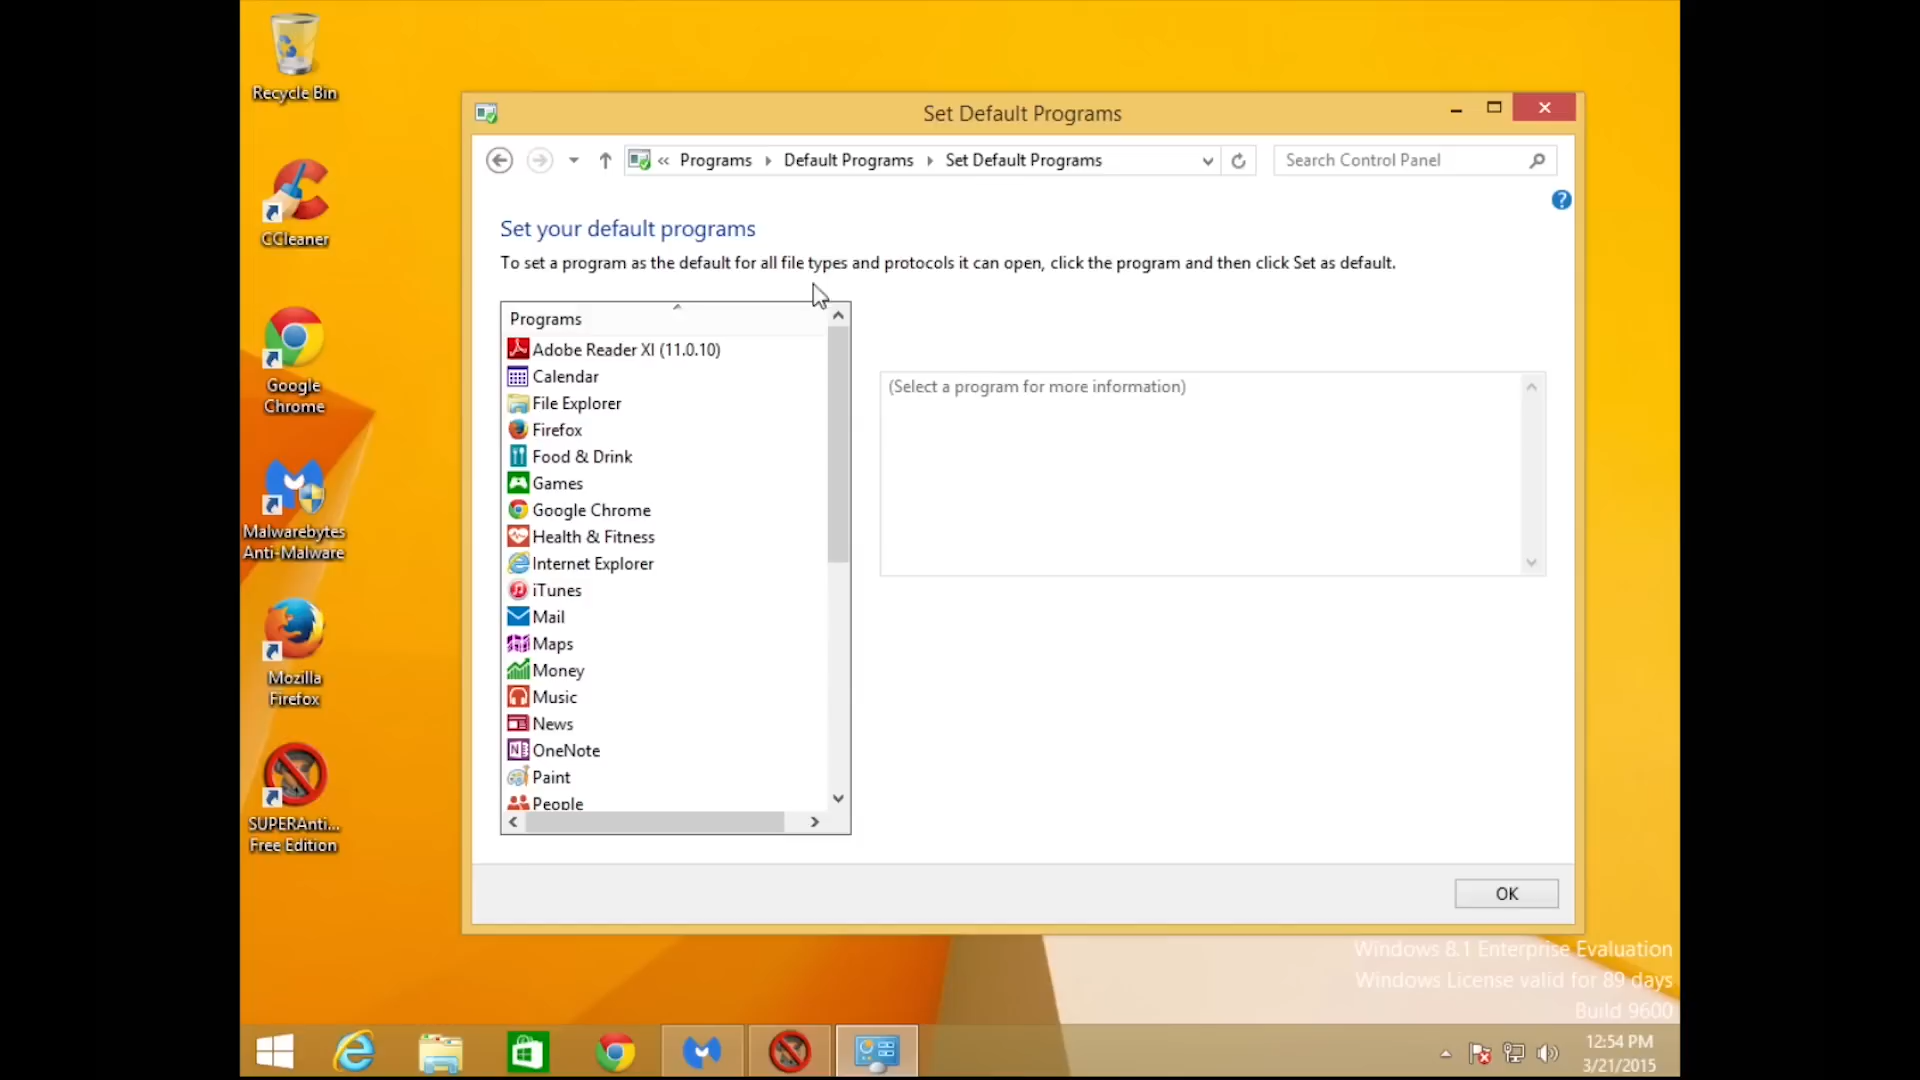 Recycle Bin
CCleaner
Google
Chrome
Malwarebytes
Anti-Malware
Mozilla
Firefox
SUPERAnti...
Free Edition
Set Default Programs
« Programs Default Programs Set Default Programs
Search Control Panel
?
Set your default programs
To set a program as the default for all file types and protocols it can open, click the program and then click Set as default.
Programs
Adobe Reader XI (11.0.10)
Calendar
File Explorer
Firefox
Food & Drink
Games
Google Chrome
Health & Fitness
Internet Explorer
iTunes
Mail
Maps
Money
Music
News
OneNote
Paint
People
(Select a program for more information)
OK
Windows 8.1 Enterprise Evaluation
Windows License valid for 89 days
Build 9600
12:54 PM
3/21/2015